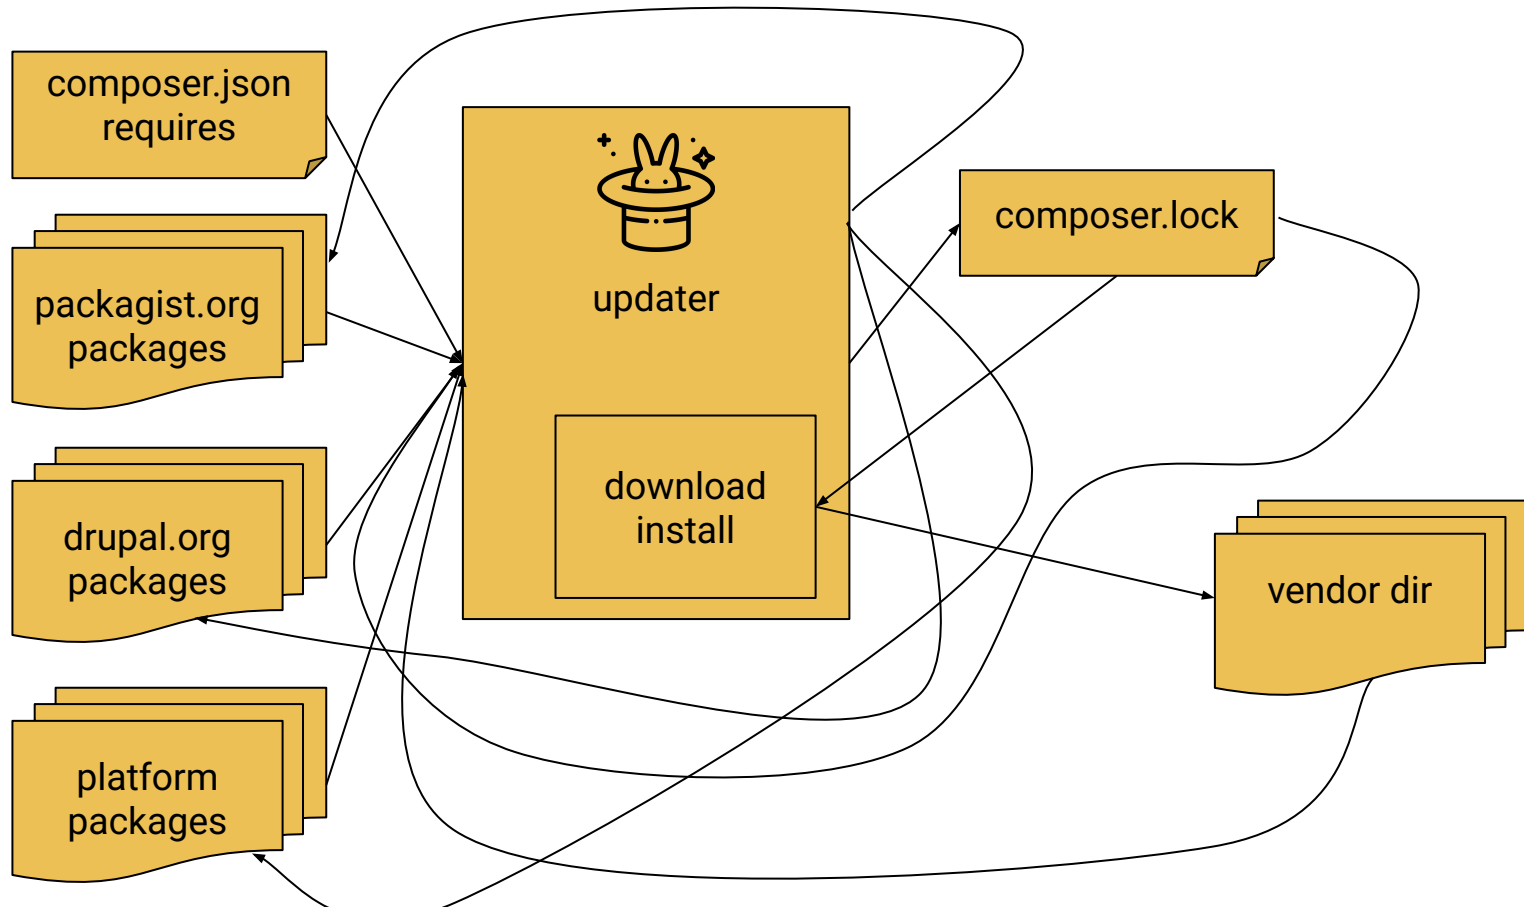 composer.json
requires
packagist.org
packages
drupal.org
packages
platform
packages
updater
download
install
composer.lock
vendor dir